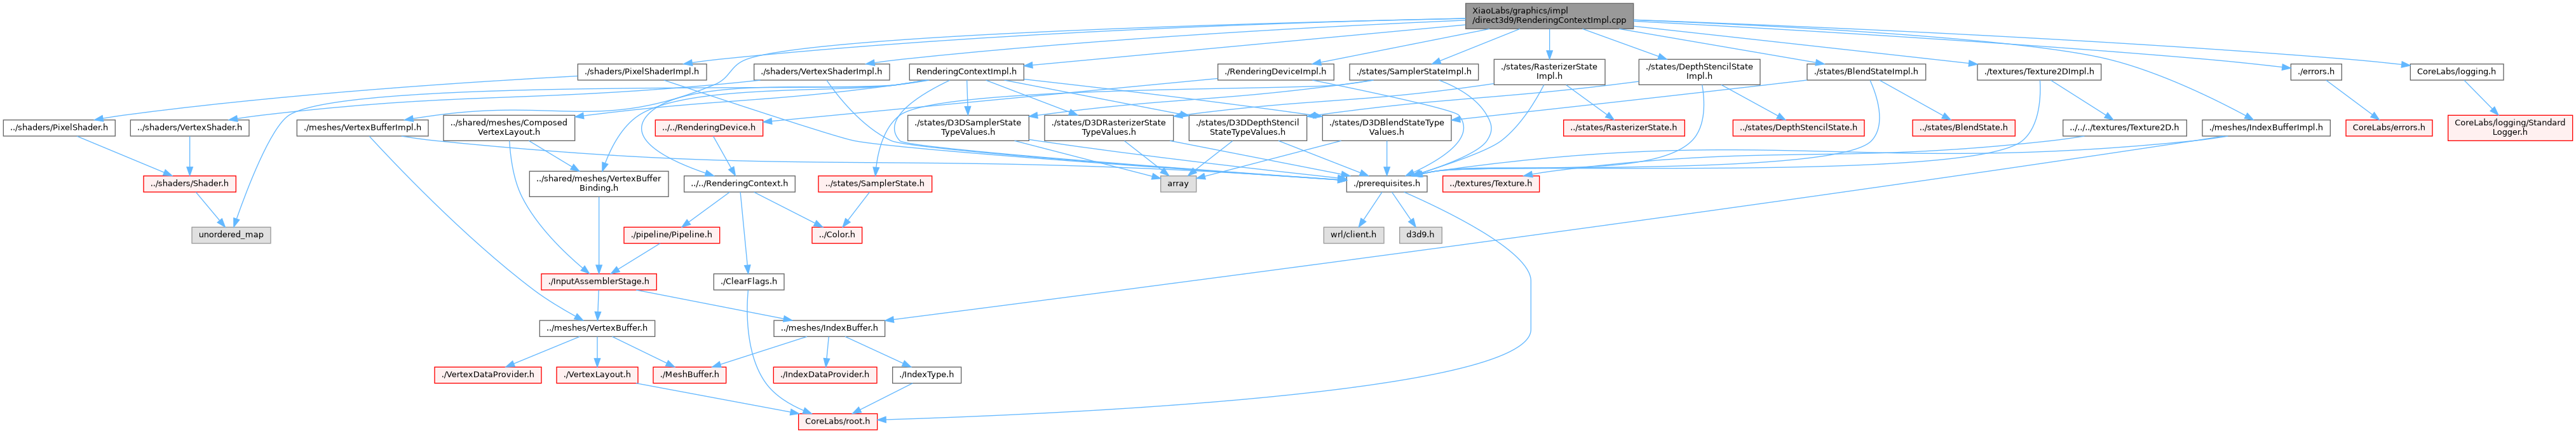 XiaoLabs/graphics/impl
/direct3d9/RenderingContextImpl.cpp
./shaders/PixelShaderImpl.h
./shaders/VertexShaderImpl.h
RenderingContextImpl.h
./RenderingDeviceImpl.h
./states/SamplerStateImpl.h
./states/RasterizerState
Impl.h
./states/DepthStencilState
Impl.h
./states/BlendStateImpl.h
./textures/Texture2DImpl.h
./errors.h
CoreLabs/logging.h
../shaders/PixelShader.h
../shaders/VertexShader.h
./meshes/VertexBufferImpl.h
../shared/meshes/Composed
VertexLayout.h
../../RenderingDevice.h
./states/D3DSamplerState
TypeValues.h
./states/D3DRasterizerState
TypeValues.h
./states/D3DDepthStencil
StateTypeValues.h
./states/D3DBlendStateType
Values.h
../states/RasterizerState.h
../states/DepthStencilState.h
../states/BlendState.h
../../../textures/Texture2D.h
./meshes/IndexBufferImpl.h
CoreLabs/errors.h
CoreLabs/logging/Standard
Logger.h
../shaders/Shader.h
../shared/meshes/VertexBuffer
Binding.h
../../RenderingContext.h
../states/SamplerState.h
array
./prerequisites.h
../textures/Texture.h
unordered_map
./pipeline/Pipeline.h
../Color.h
wrl/client.h
d3d9.h
./InputAssemblerStage.h
./ClearFlags.h
../meshes/VertexBuffer.h
../meshes/IndexBuffer.h
./VertexDataProvider.h
./VertexLayout.h
./MeshBuffer.h
./IndexDataProvider.h
./IndexType.h
CoreLabs/root.h